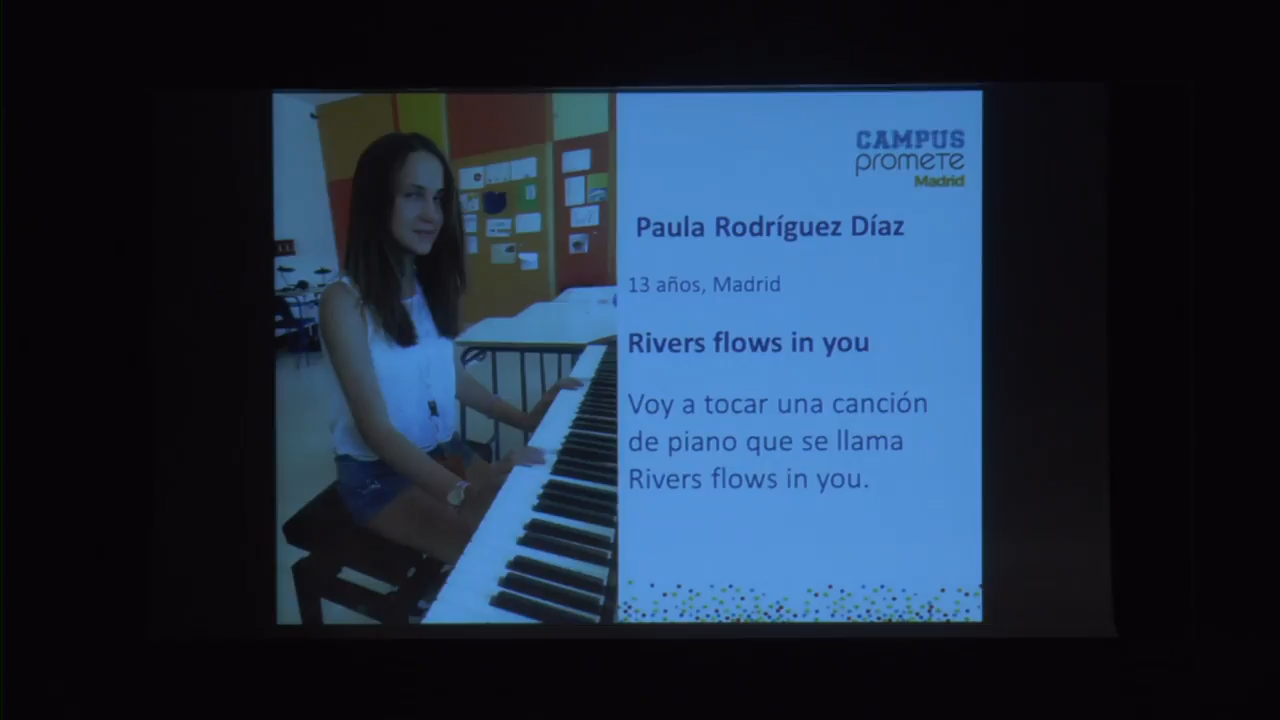 CAMPUS
promete
Madrid
Paula Rodríguez Díaz
13 años, Madrid
Rivers flows in you
Voy a tocar una canción
de piano que se llama
Rivers flows in you.